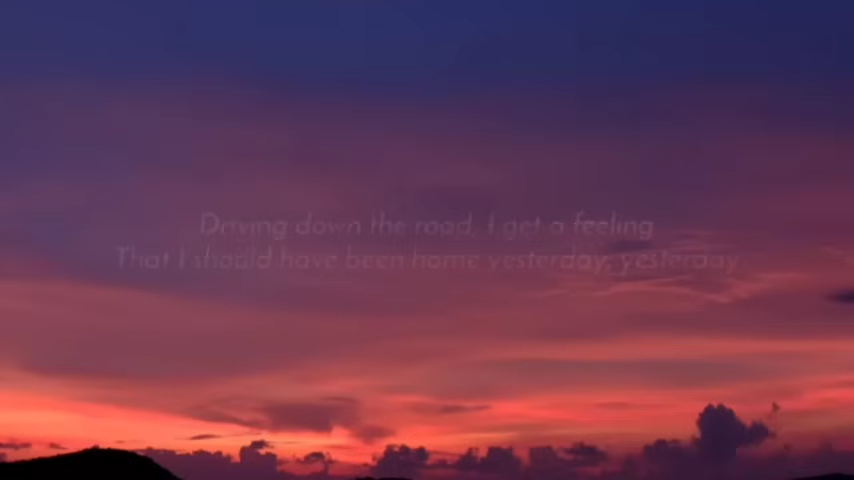 Driving down the road, I get a feeling
That I should have been home yesterday, yesterday